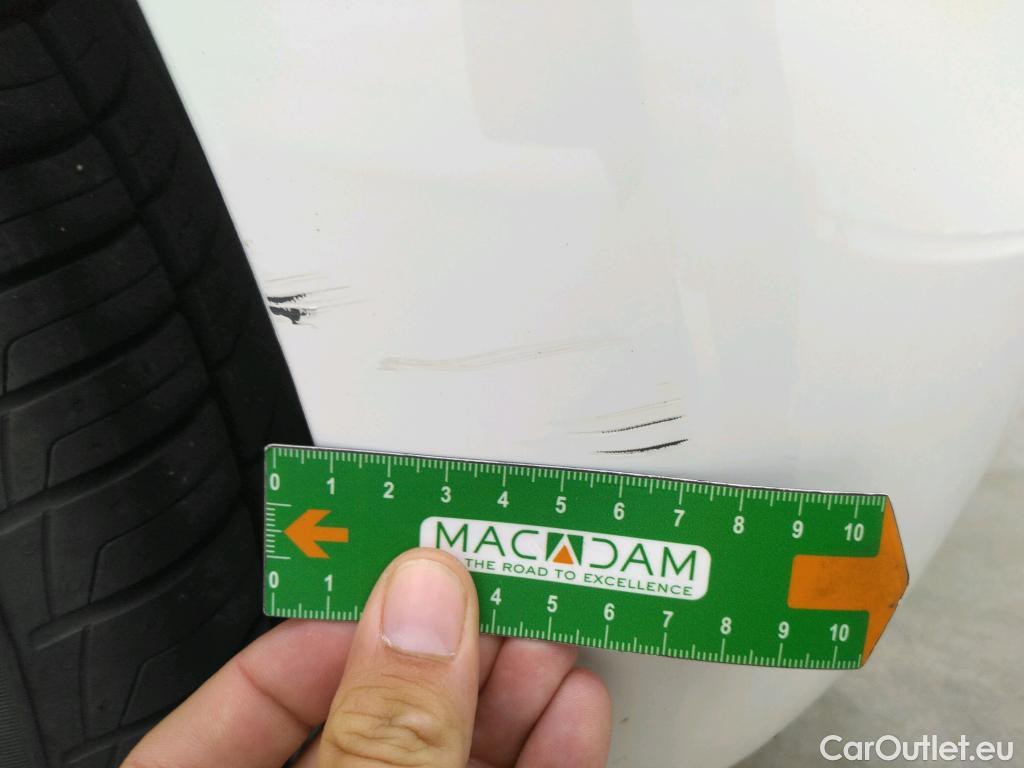 0 1 2 3 4 5 6 7 8 9 10
MACADAM
THE ROAD TO EXCELLENCE
0 1 4 5 6 7 8 9 10
CarOutlet.eu